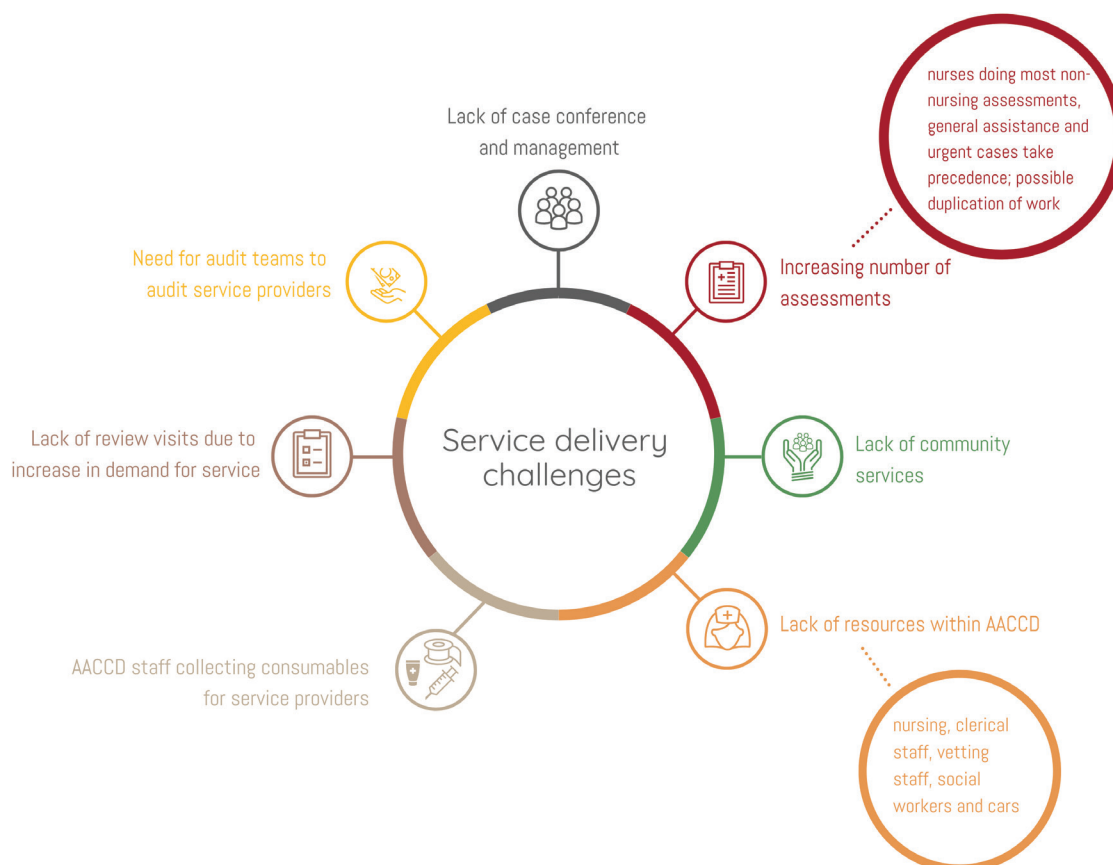 Service delivery
challenges
Lack of case conference
and management
Increasing number of
assessments
nurses doing most non-
nursing assessments,
general assistance and
urgent cases take
precedence; possible
duplication of work
Lack of community
services
Lack of resources within AACCD
nursing, clerical
staff, vetting
staff, social
workers and cars
AACCD staff collecting consumables
for service providers
Lack of review visits due to
increase in demand for service
Need for audit teams to
audit service providers